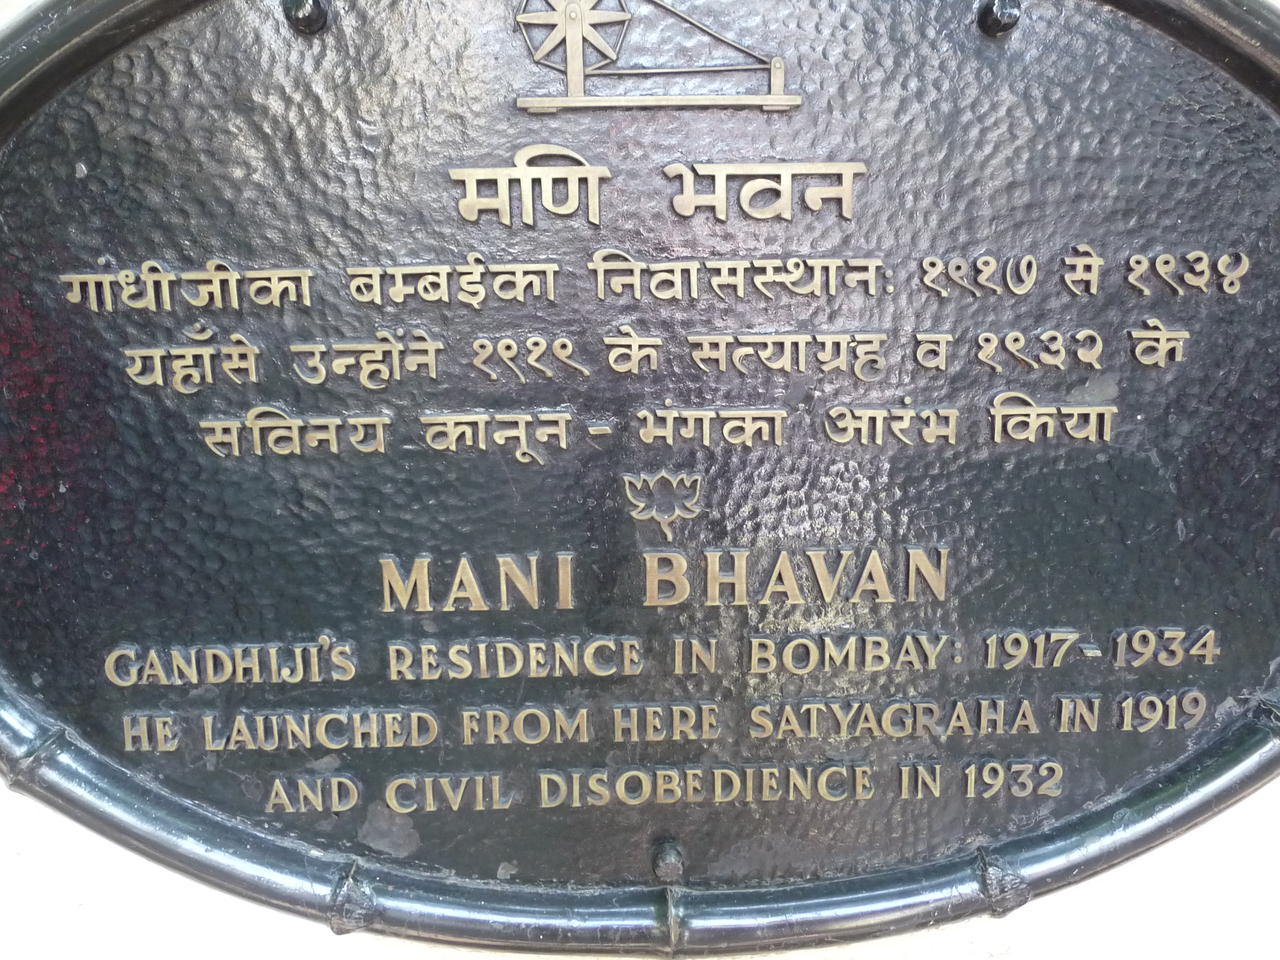 मणि भवन
गांधीजीका बम्बईका निवासस्थानः १९१७ से १९३४
यहाँसे उन्होंने १९१९ के सत्याग्रह व १९३२ के
सविनय कानून - भंगका आरंभ किया
MANI BHAVAN
GANDHIJI'S RESIDENCE IN BOMBAY: 1917-1934
HE LAUNCHED FROM HERE SATYAGRAHA IN 1919
AND CIVIL DISOBEDIENCE IN 1932